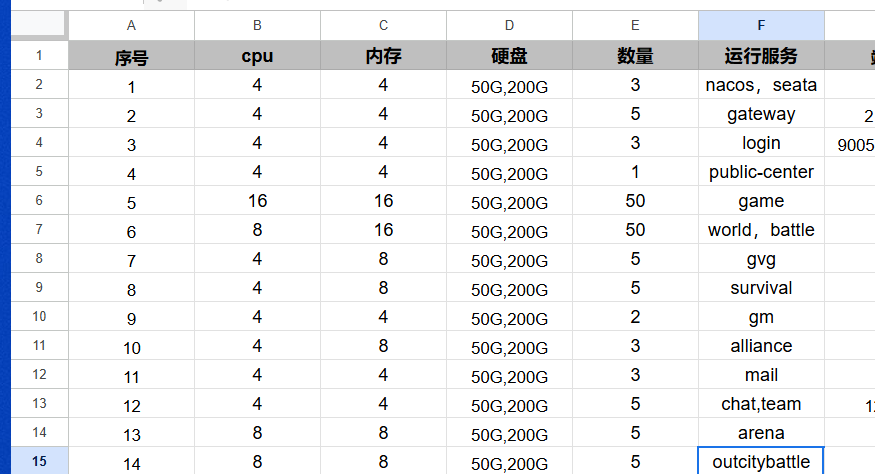 A B C D E F
1 序号 cpu 内存 硬盘 数量 运行服务
2 1 4 4 50G,200G 3 nacos，seata
3 2 4 4 50G,200G 5 gateway 2
4 3 4 4 50G,200G 3 login 9005
5 4 4 4 50G,200G 1 public-center
6 5 16 16 50G,200G 50 game
7 6 8 16 50G,200G 50 world，battle
8 7 4 8 50G,200G 5 gvg
9 8 4 8 50G,200G 5 survival
10 9 4 4 50G,200G 2 gm
11 10 4 8 50G,200G 3 alliance
12 11 4 4 50G,200G 3 mail
13 12 4 4 50G,200G 5 chat,team 12
14 13 8 8 50G,200G 5 arena
15 14 8 8 50G,200G 5 outcitybattle